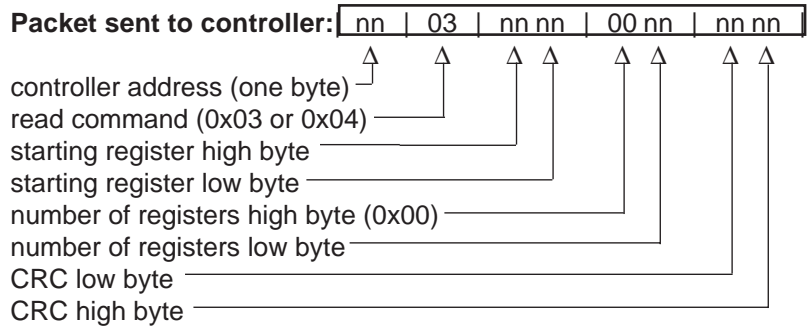 Packet sent to controller: nn | 03 | nn nn | 00 nn | nn nn |
controller address (one byte)
read command (0x03 or 0x04)
starting register high byte
starting register low byte
number of registers high byte (0x00)
number of registers low byte
CRC low byte
CRC high byte